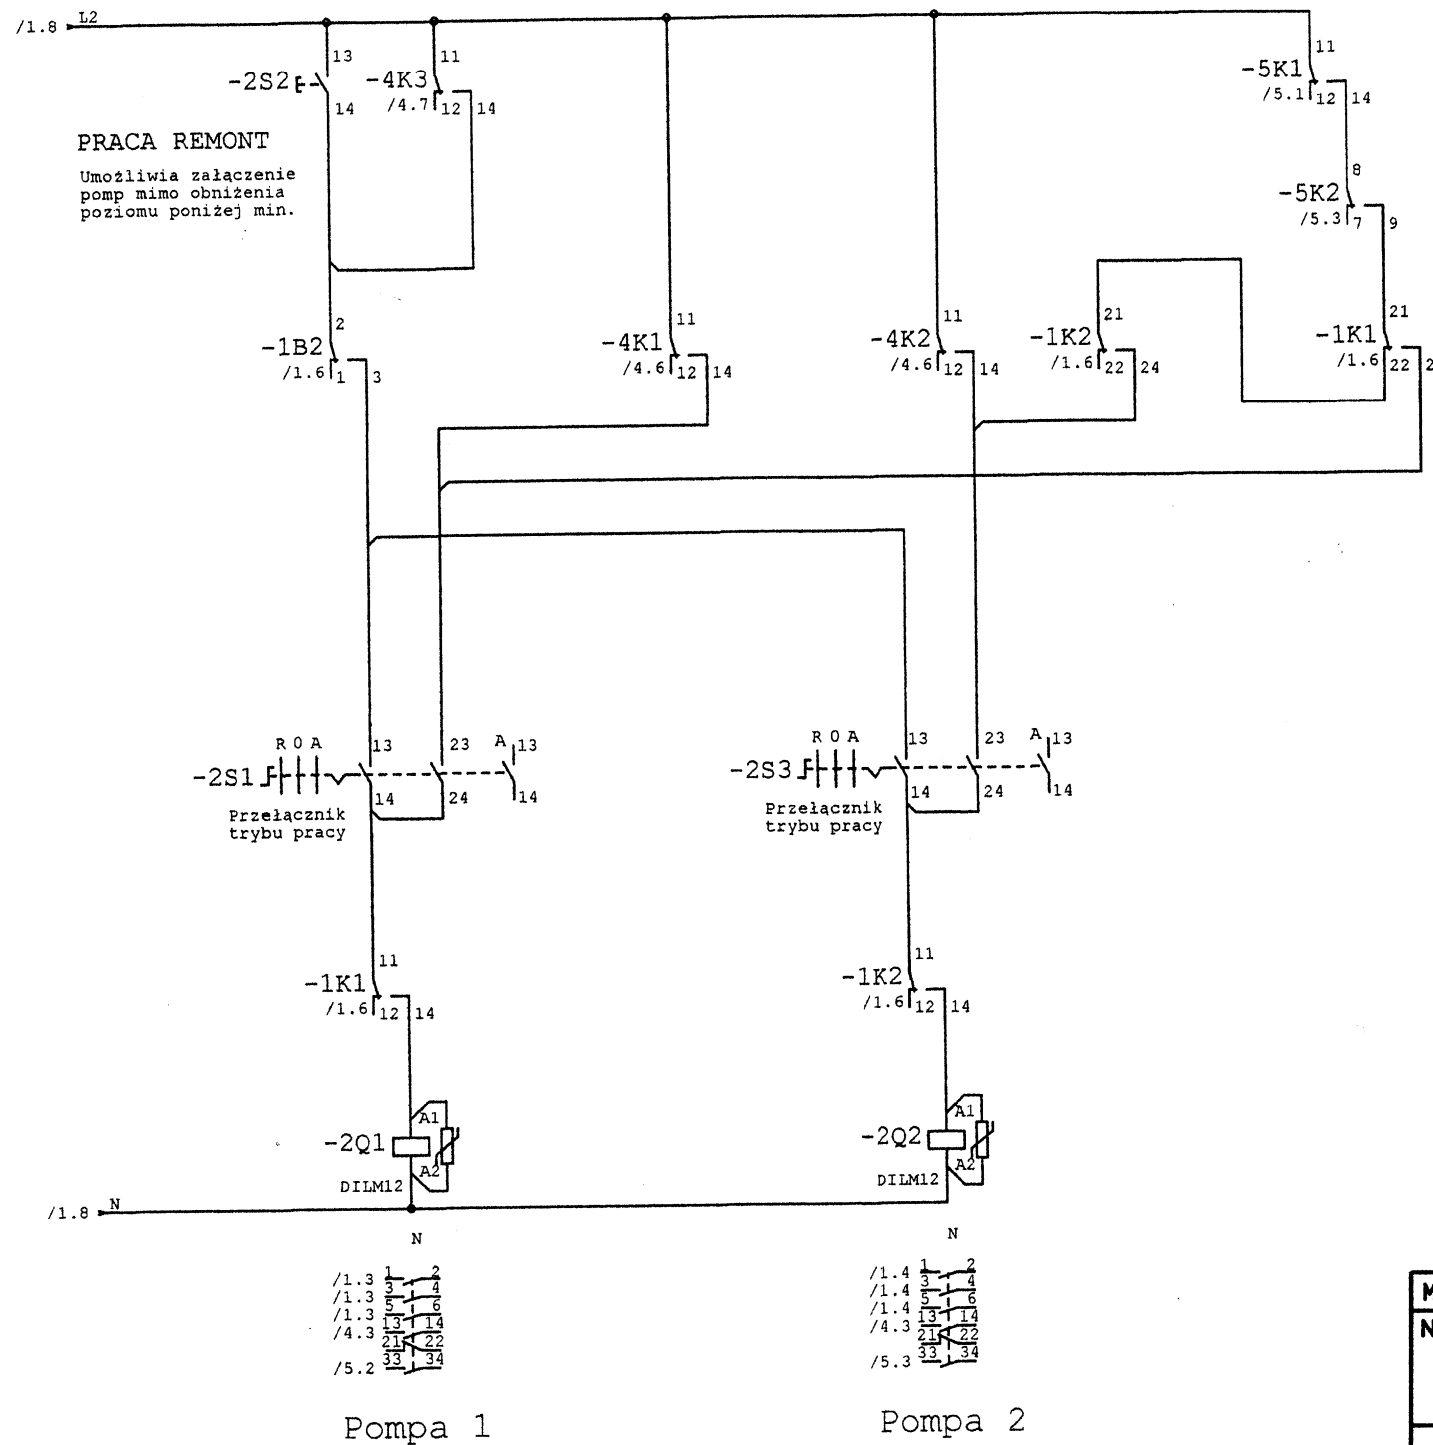 /1.8 L2
13
-2S2
14
11
-4K3
/4.7 12 14
11
-5K1
/5.1 12 14
PRACA REMONT
Umożliwia załączenie
pomp mimo obniżenia
poziomu poniżej min.
8
-5K2
/5.3 7 9
2
-1B2
/1.6 1 3
11
-4K1
/4.6 12 14
11
-4K2
/4.6 12 14
21
-1K2
/1.6 22 24
21
-1K1
/1.6 22 2
R 0 A 13 23 A 13
-2S1
14 24 14
Przełącznik
trybu pracy
R 0 A 13 23 A 13
-2S3
14 24 14
Przełącznik
trybu pracy
11
-1K1
/1.6 12 14
11
-1K2
/1.6 12 14
A1
-2Q1
A2
DILM12
A1
-2Q2
A2
DILM12
/1.8 N
N
N
/1.3 1 2
/1.3 3 4
/1.3 5 6
/4.3 13 14
21 22
/5.2 33 34
/1.4 1 2
/1.4 3 4
/1.4 5 6
/4.3 13 14
21 22
/5.3 33 34
Pompa 1
Pompa 2
M
N